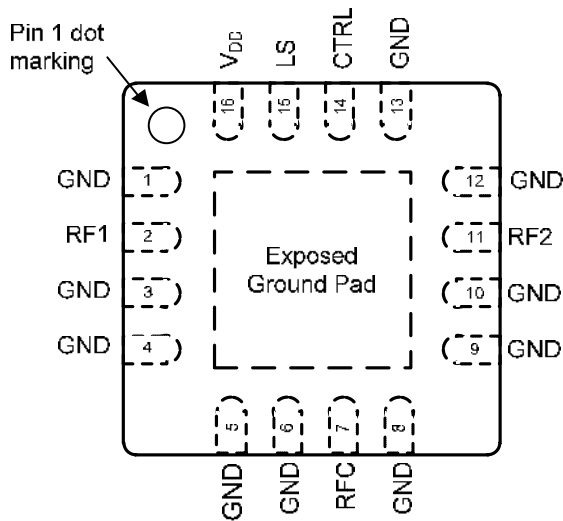 Pin 1 dot
marking
VDD
LS
CTRL
GND
16
15
14
13
GND 1
12 GND
RF1 2
11 RF2
Exposed
Ground Pad
GND 3
10 GND
GND 4
9 GND
5
6
7
8
GND
GND
RFC
GND